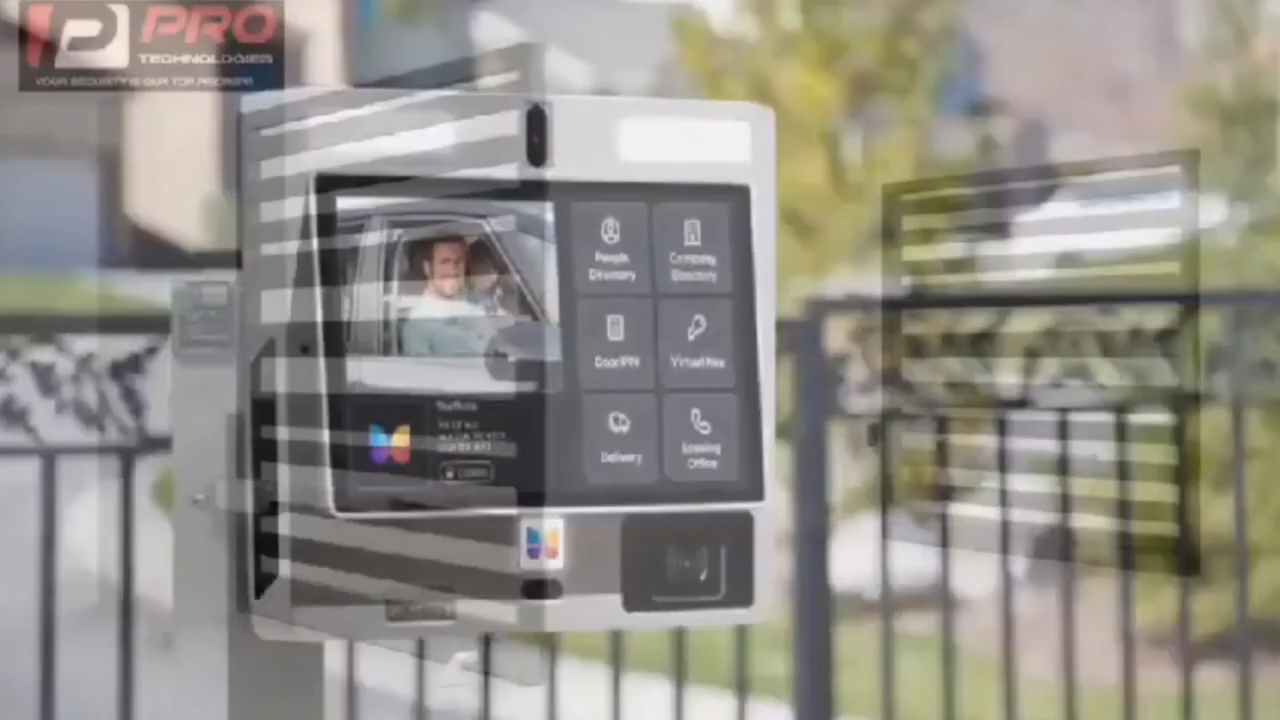 PRO
TECHNOLOGIES
YOUR SECURITY IS OUR TOP PRIORITY
People
Directory
Company
Directory
Door PIN
Virtual Key
Delivery
Leasing
Office